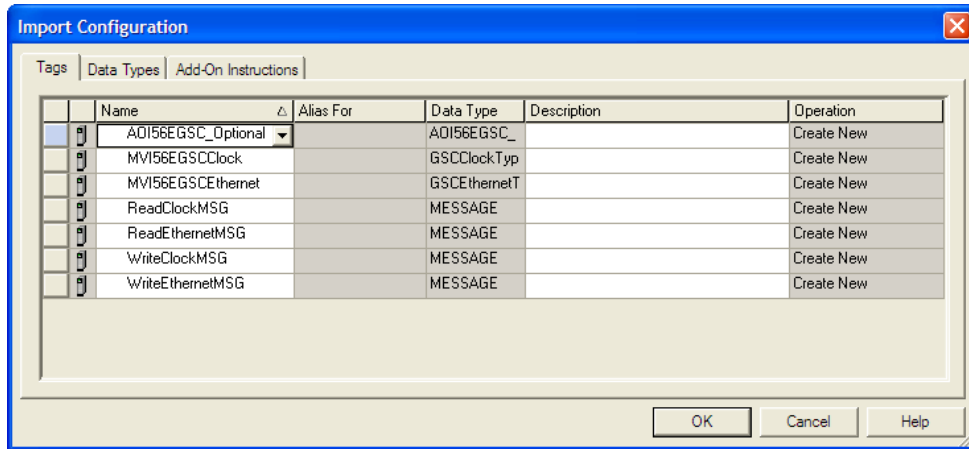 Import Configuration
Tags Data Types Add-On Instructions
Name Alias For Data Type Description Operation
AOI56EGSC_Optional AOI56EGSC_ Create New
MVI56EGSCClock GSCClockTyp Create New
MVI56EGSCEthernet GSCEthernetT Create New
ReadClockMSG MESSAGE Create New
ReadEthernetMSG MESSAGE Create New
WriteClockMSG MESSAGE Create New
WriteEthernetMSG MESSAGE Create New
OK Cancel Help